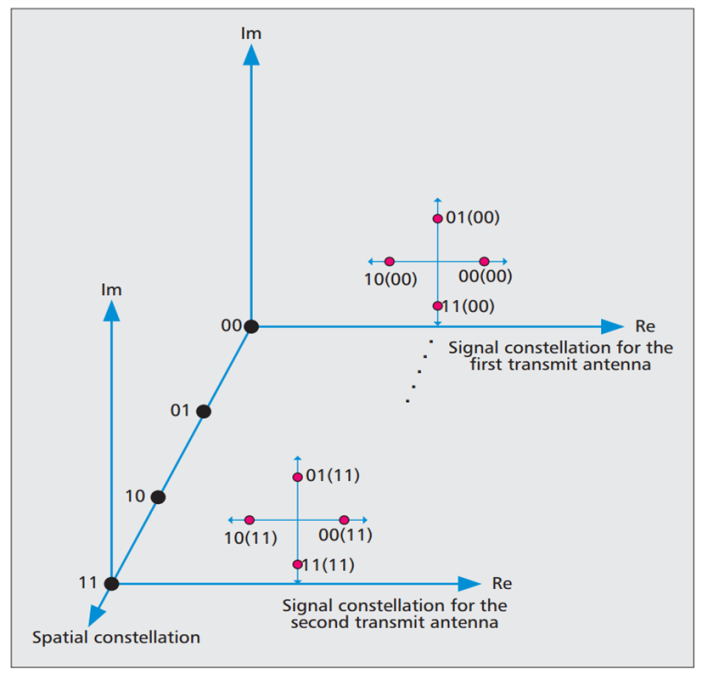 Im
01(00)
10(00)
00(00)
11(00)
Im
00
Re
Signal constellation for the
first transmit antenna
01
01(11)
10
10(11)
00(11)
11(11)
11
Re
Signal constellation for the
second transmit antenna
Spatial constellation